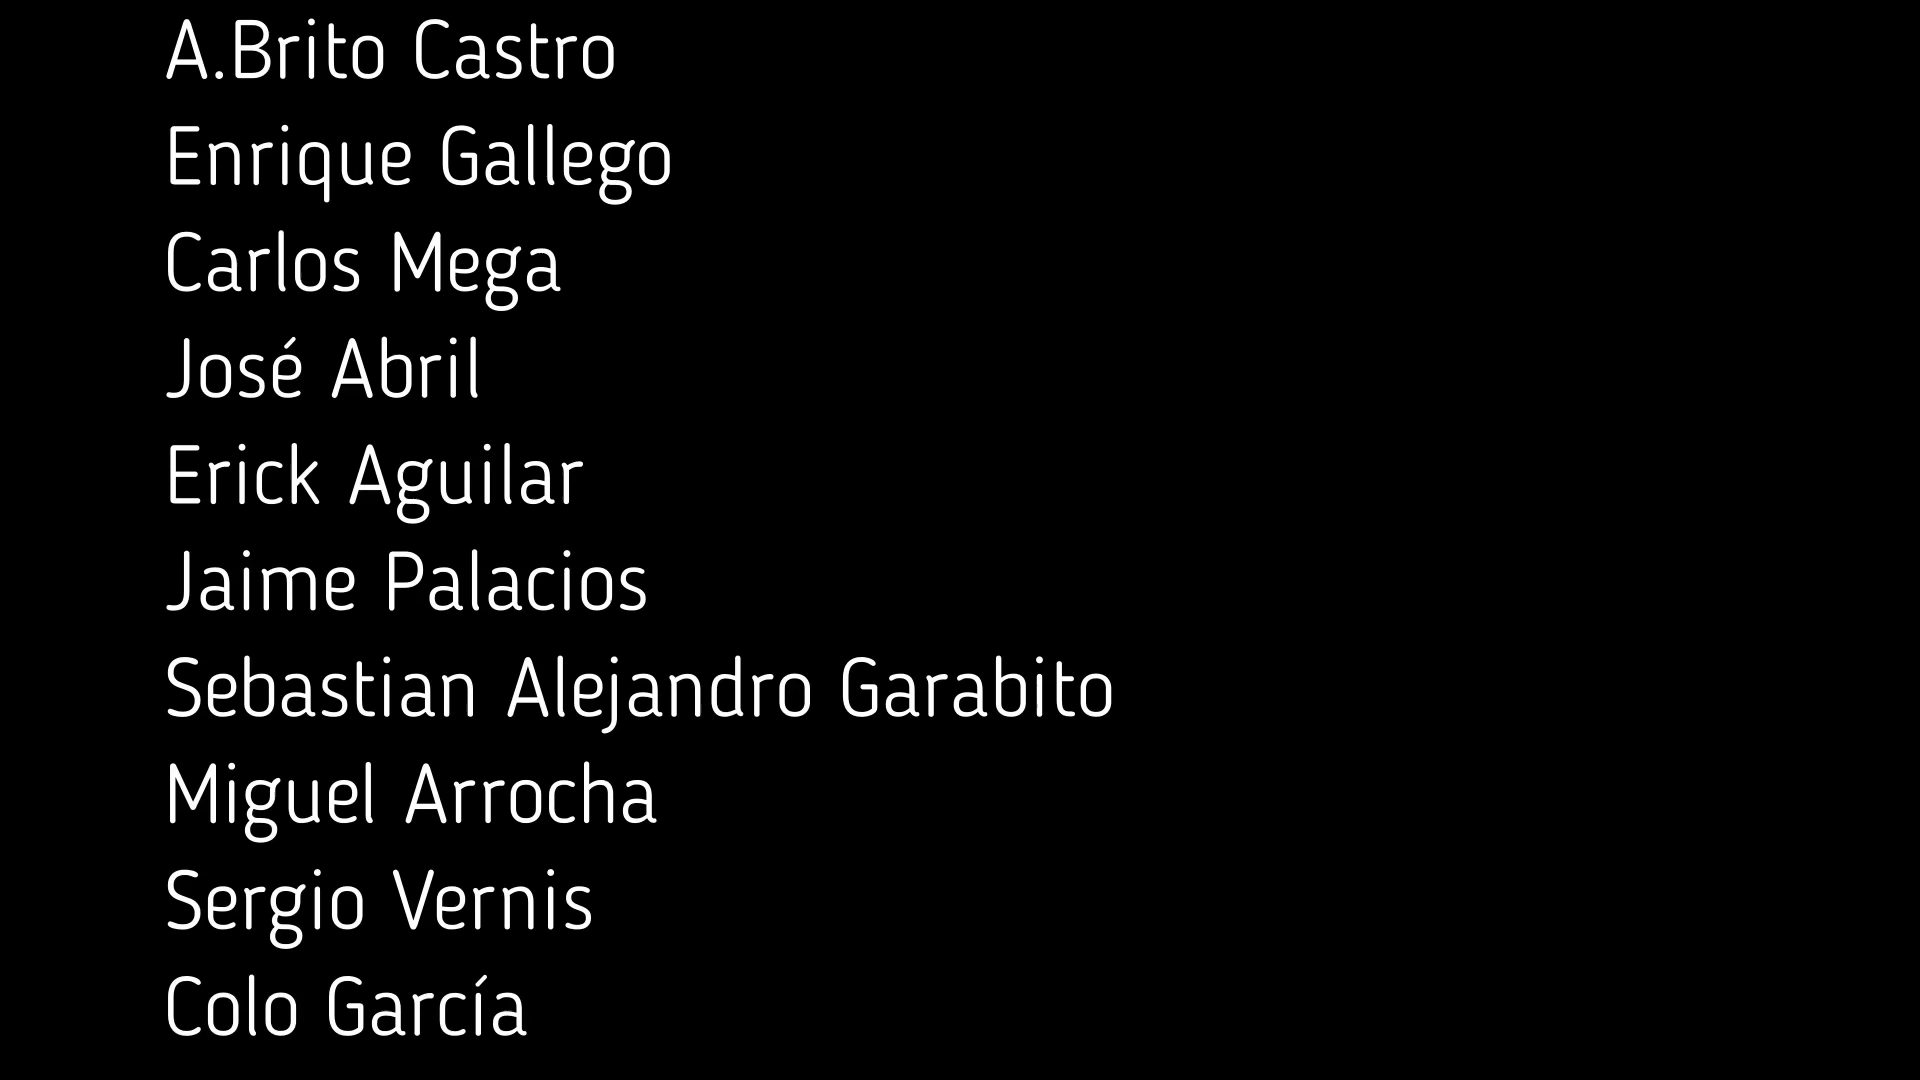 A.Brito Castro
Enrique Gallego
Carlos Mega
José Abril
Erick Aguilar
Jaime Palacios
Sebastian Alejandro Garabito
Miguel Arrocha
Sergio Vernis
Colo García